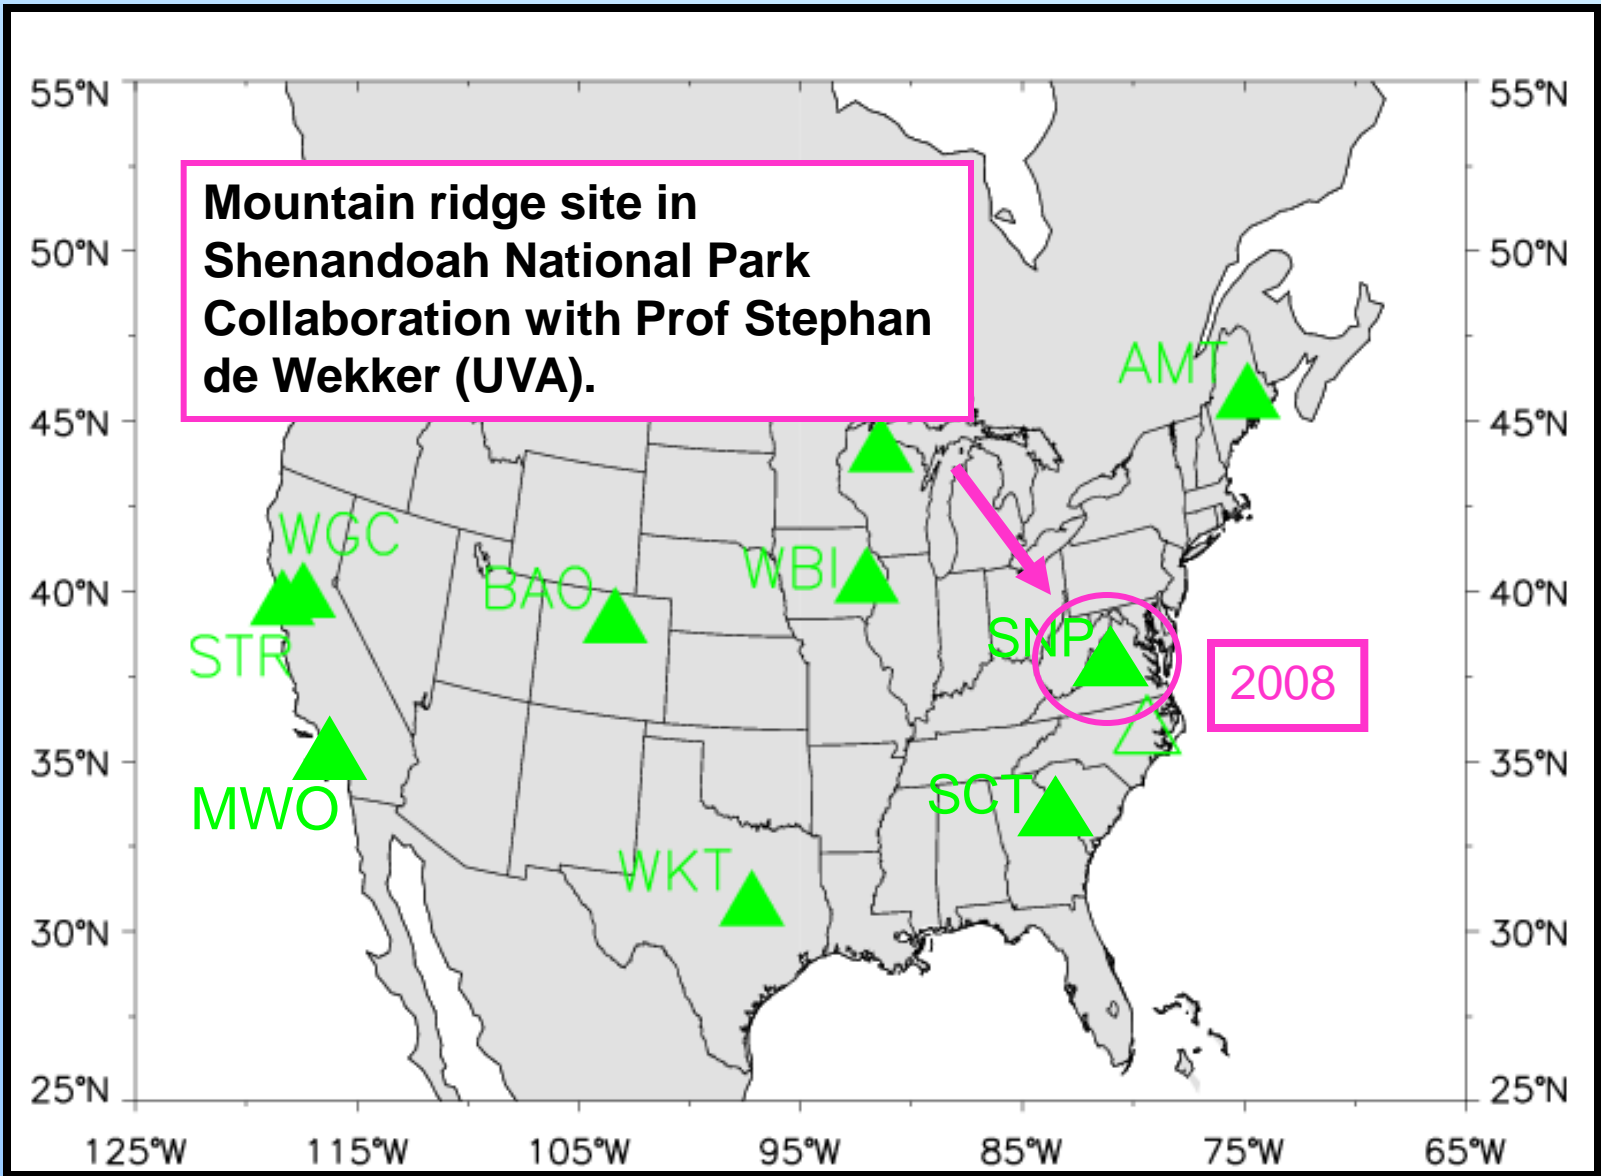 55°N
55°N
Mountain ridge site in
Shenandoah National Park
Collaboration with Prof Stephan
de Wekker (UVA).
50°N
50°N
AMT
45°N
45°N
WGC
BAO
WBI
40°N
40°N
STR
SNP
2008
35°N
35°N
MWO
SCT
WKT
30°N
30°N
25°N
25°N
125°W 115°W 105°W 95°W 85°W 75°W 65°W